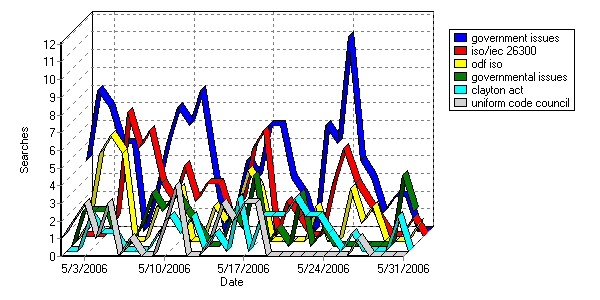 12
11
10
9
8
7
6
5
4
3
2
1
0
Searches
5/3/2006 5/10/2006 5/17/2006 5/24/2006 5/31/2006
Date
government issues
iso/iec 26300
odf iso
governmental issues
clayton act
uniform code council